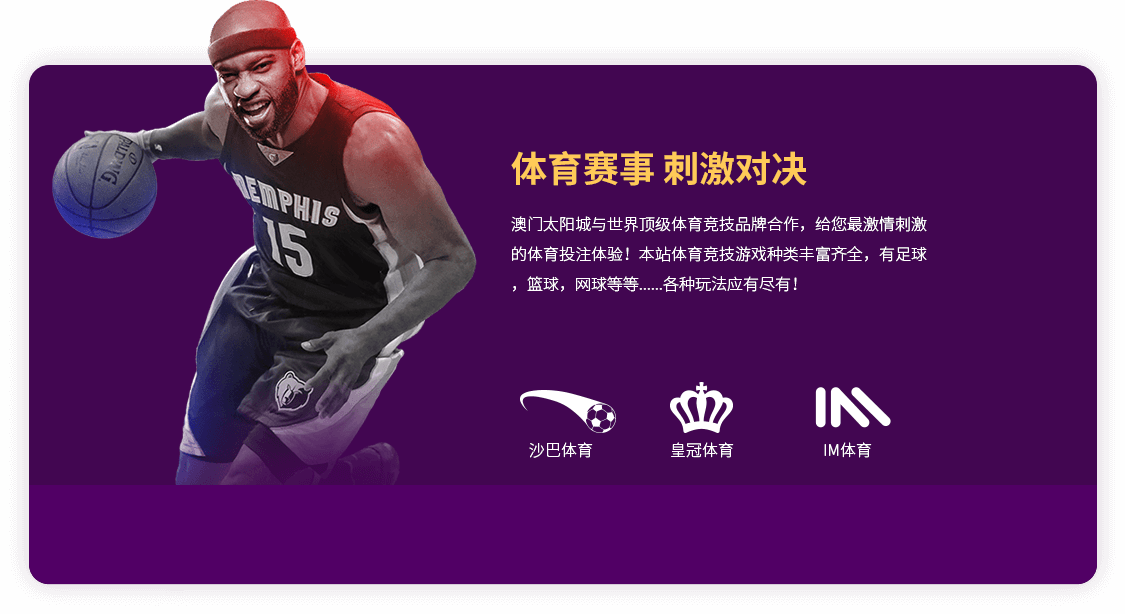 体育赛事 刺激对决
澳门太阳城与世界顶级体育竞技品牌合作，给您最激情刺激
的体育投注体验！本站体育竞技游戏种类丰富齐全，有足球
，篮球，网球等等......各种玩法应有尽有！
SPALDING
MEMPHIS
15
沙巴体育
皇冠体育
IM体育